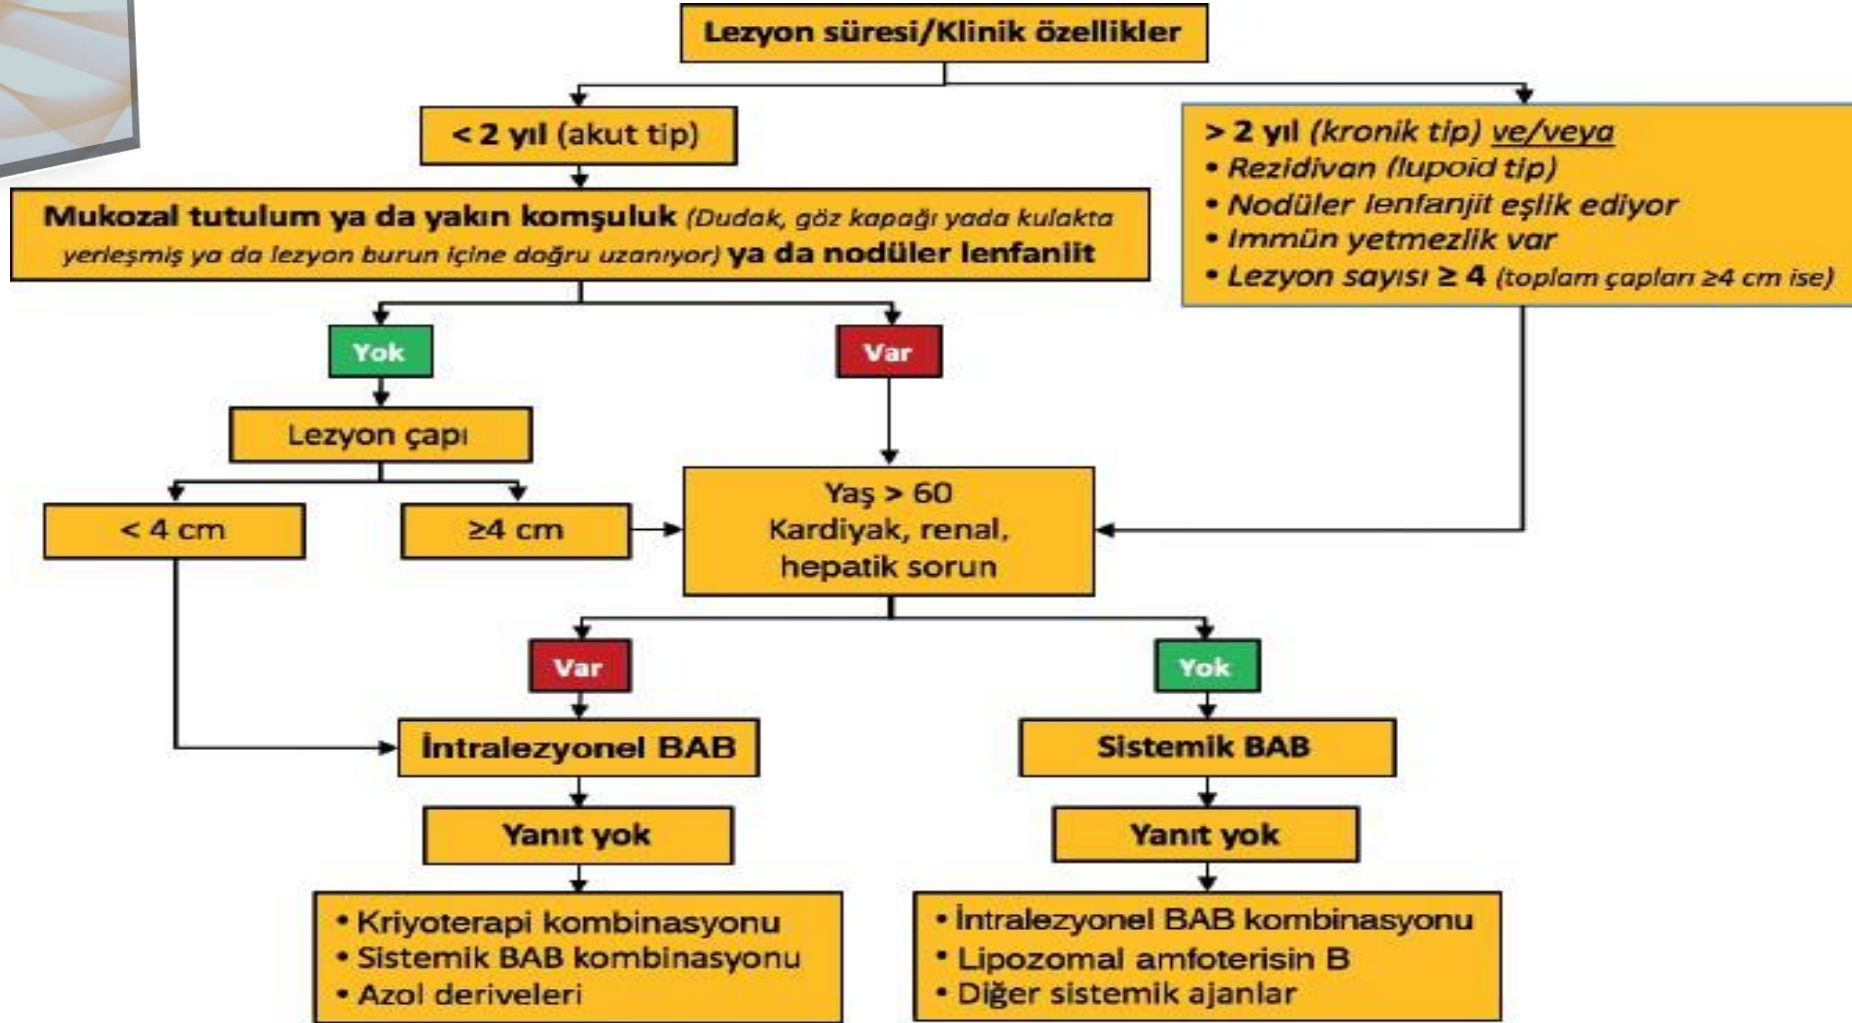 Lezyon süresi/Klinik özellikler
< 2 yıl (akut tip)
> 2 yıl (kronik tip) ve/veya
• Rezidivan (lupoid tip)
• Nodüler lenfanjit eşlik ediyor
• Immün yetmezlik var
• Lezyon sayısı ≥ 4 (toplam çapları ≥4 cm ise)
Mukozal tutulum ya da yakın komşuluk (Dudak, göz kapağı yada kulakta
yerleşmiş ya da lezyon burun içine doğru uzanıyor) ya da nodüler lenfaniit
Yok
Var
Lezyon çapı
< 4 cm
≥4 cm
Yaş > 60
Kardiyak, renal,
hepatik sorun
Var
Yok
İntralezyonel BAB
Sistemik BAB
Yanıt yok
Yanıt yok
• Kriyoterapi kombinasyonu
• Sistemik BAB kombinasyonu
• Azol deriveleri
• İntralezyonel BAB kombinasyonu
• Lipozomal amfoterisin B
• Diğer sistemik ajanlar